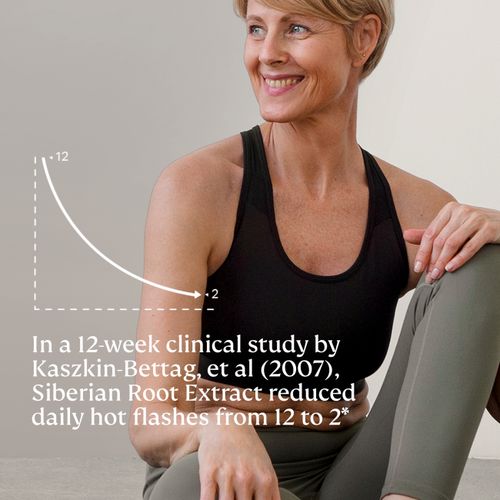 12
2
In a 12-week clinical study by
Kaszkin-Bettag, et al (2007),
Siberian Root Extract reduced
daily hot flashes from 12 to 2*